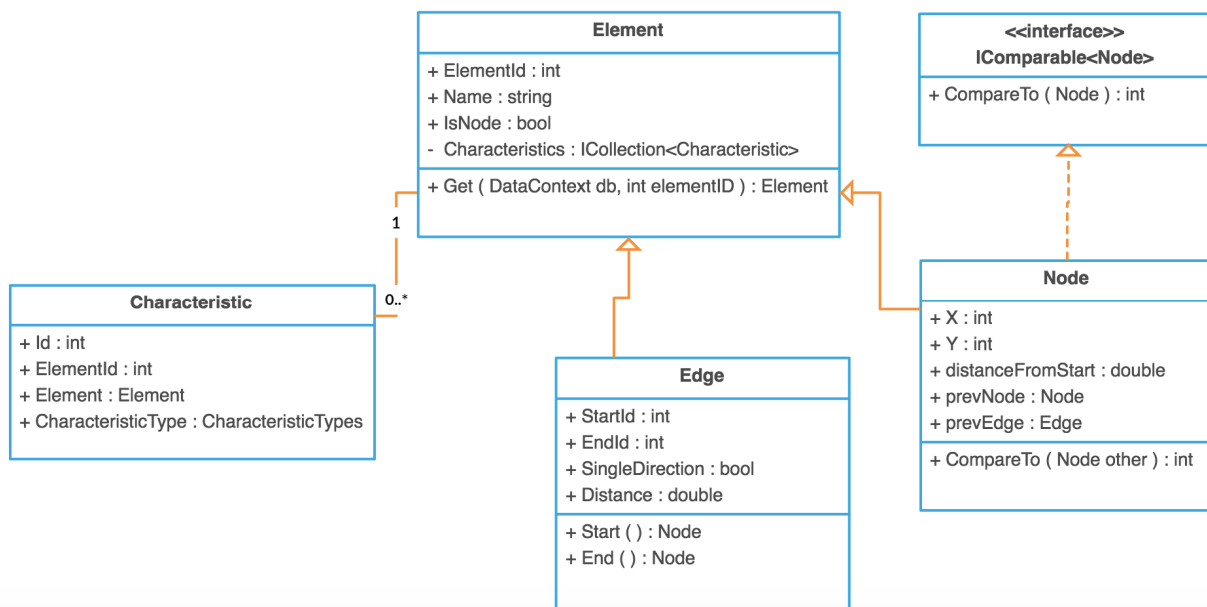 Element
+ ElementId : int
+ Name : string
+ IsNode : bool
- Characteristics : ICollection<Characteristic>
+ Get ( DataContext db, int elementID ) : Element
<<interface>>
IComparable<Node>
+ CompareTo ( Node ) : int
1
0..*
Characteristic
+ Id : int
+ ElementId : int
+ Element : Element
+ CharacteristicType : CharacteristicTypes
Edge
+ StartId : int
+ EndId : int
+ SingleDirection : bool
+ Distance : double
+ Start ( ) : Node
+ End ( ) : Node
Node
+ X : int
+ Y : int
+ distanceFromStart : double
+ prevNode : Node
+ prevEdge : Edge
+ CompareTo ( Node other ) : int